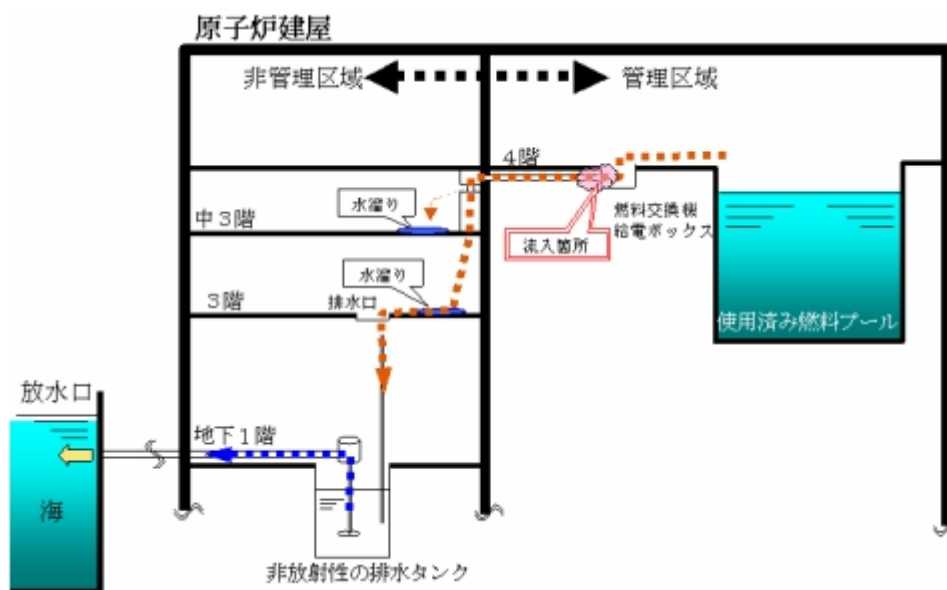 原子炉建屋
非管理区域
管理区域
4階
水溜り
中3階
燃料交換機
給電ボックス
流入箇所
水溜り
3階
排水口
使用済み燃料プール
放水口
地下1階
海
非放射性の排水タンク